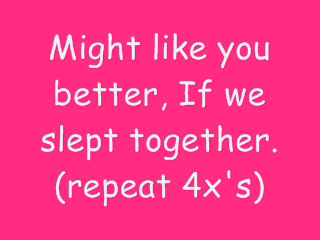 Might like you
better, If we
slept together.
(repeat 4x's)